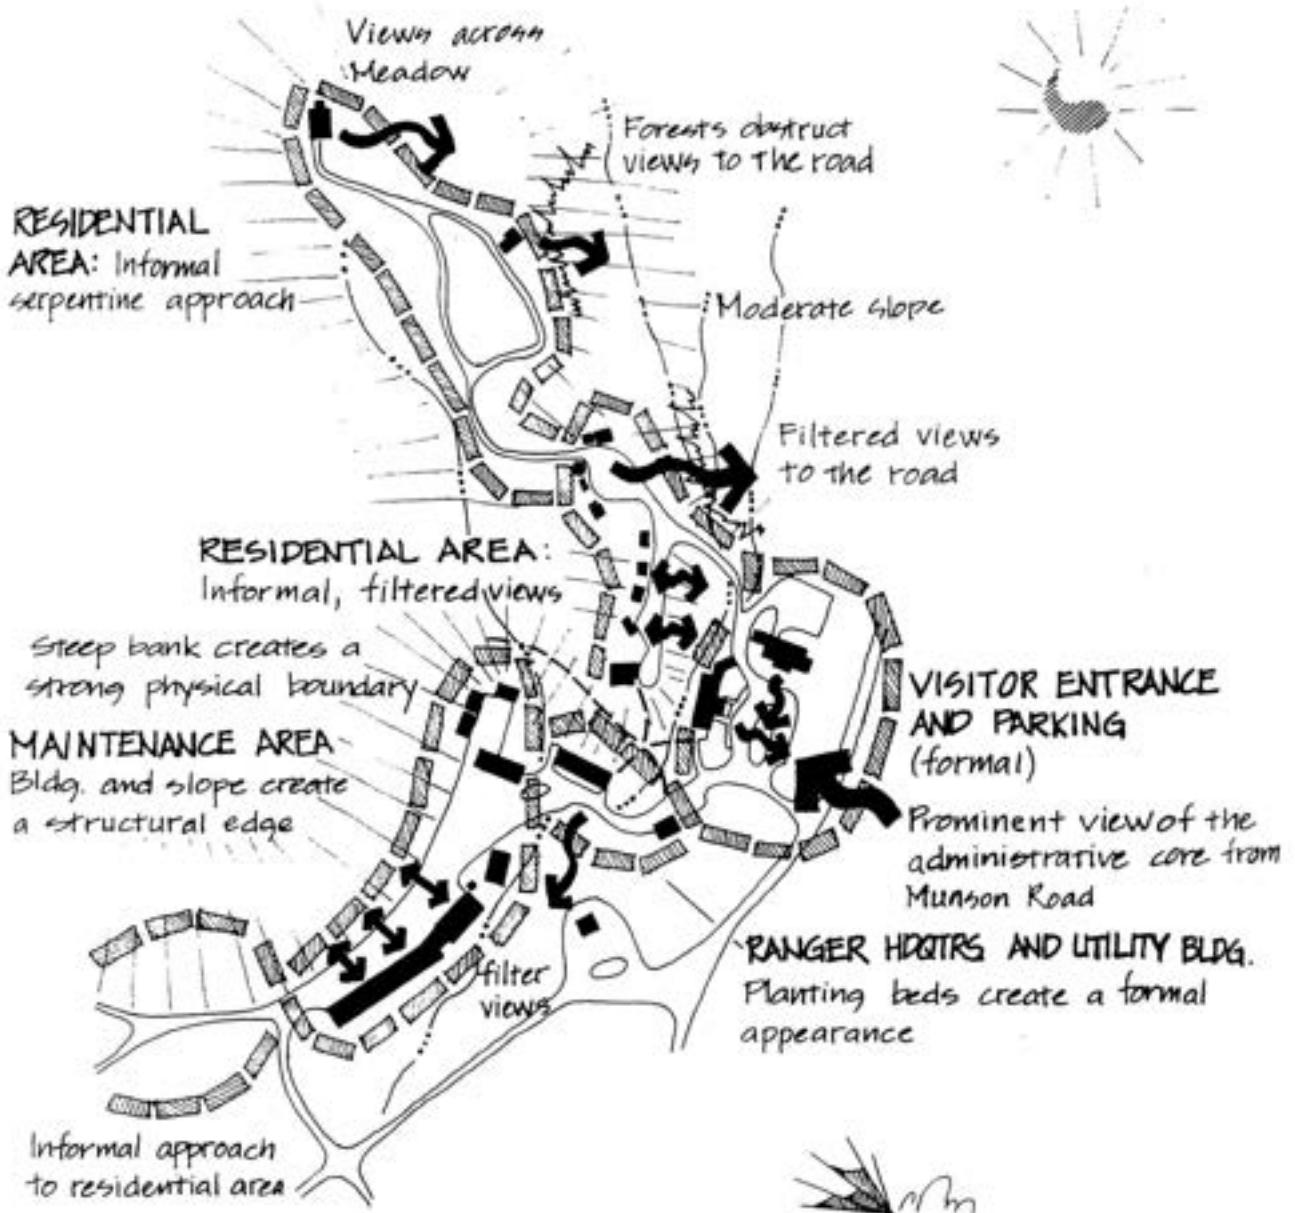 Views across
Meadow
Forests obstruct
views to the road
RESIDENTIAL
AREA: Informal
serpentine approach
Moderate slope
Filtered views
to the road
RESIDENTIAL AREA:
Informal, filtered views
Steep bank creates a
strong physical boundary
MAINTENANCE AREA
Bldg. and slope create
a structural edge
VISITOR ENTRANCE
AND PARKING
(formal)
Prominent view of the
administrative core from
Munson Road
RANGER HDQTRS AND UTILITY BLDG.
Planting beds create a formal
appearance
filter
views
Informal approach
to residential area